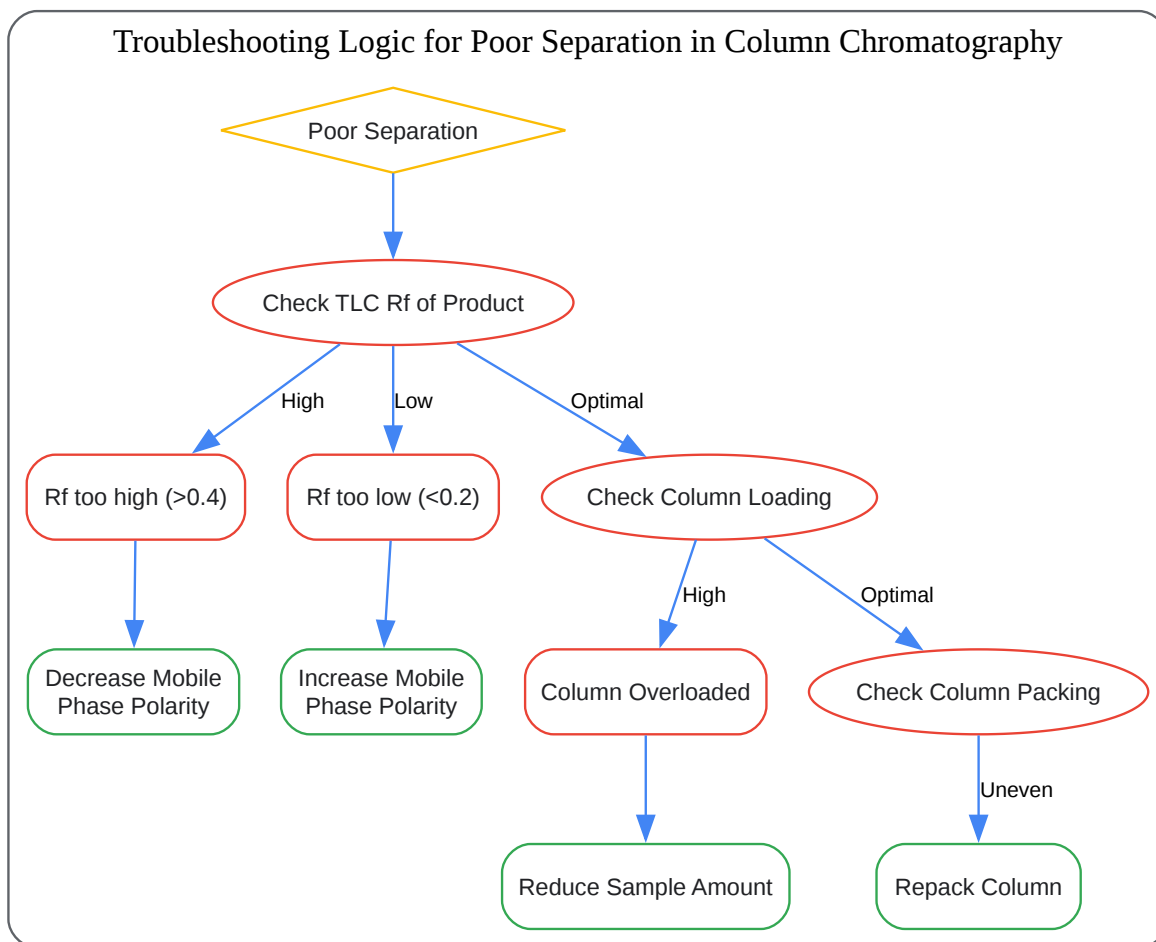 Troubleshooting Logic for Poor Separation in Column Chromatography
Poor Separation
Check TLC Rf of Product
High
Low
Optimal
Rf too high (>0.4)
Rf too low (<0.2)
Check Column Loading
High
Optimal
Decrease Mobile
Phase Polarity
Increase Mobile
Phase Polarity
Column Overloaded
Check Column Packing
Uneven
Reduce Sample Amount
Repack Column